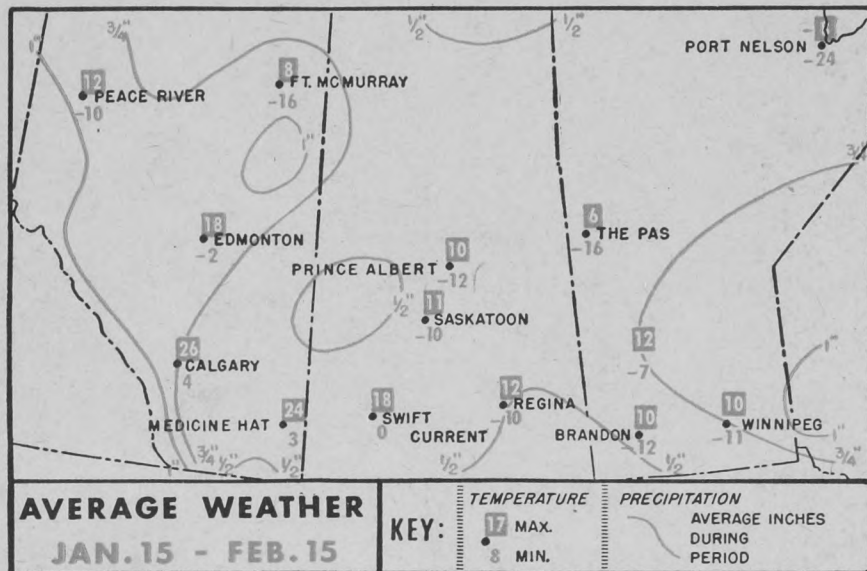 3/4"
1/2"
1/2"
1"
PORT NELSON
-24
12
PEACE RIVER
-10
8
FT. MCMURRAY
-16
1"
3/4"
18
EDMONTON
-2
6
THE PAS
-16
10
PRINCE ALBERT
-12
1/2"
11
SASKATOON
-10
12
-7
1"
26
CALGARY
4
24
MEDICINE HAT
3
18
SWIFT CURRENT
0
12
REGINA
-10
10
BRANDON
-12
10
WINNIPEG
-11
1"
3/4"
1"
3/4"
1/2"
1/2"
1/2"
1/2"
AVERAGE WEATHER
JAN. 15 - FEB. 15
KEY:
TEMPERATURE
17 MAX.
8 MIN.
PRECIPITATION
AVERAGE INCHES
DURING
PERIOD